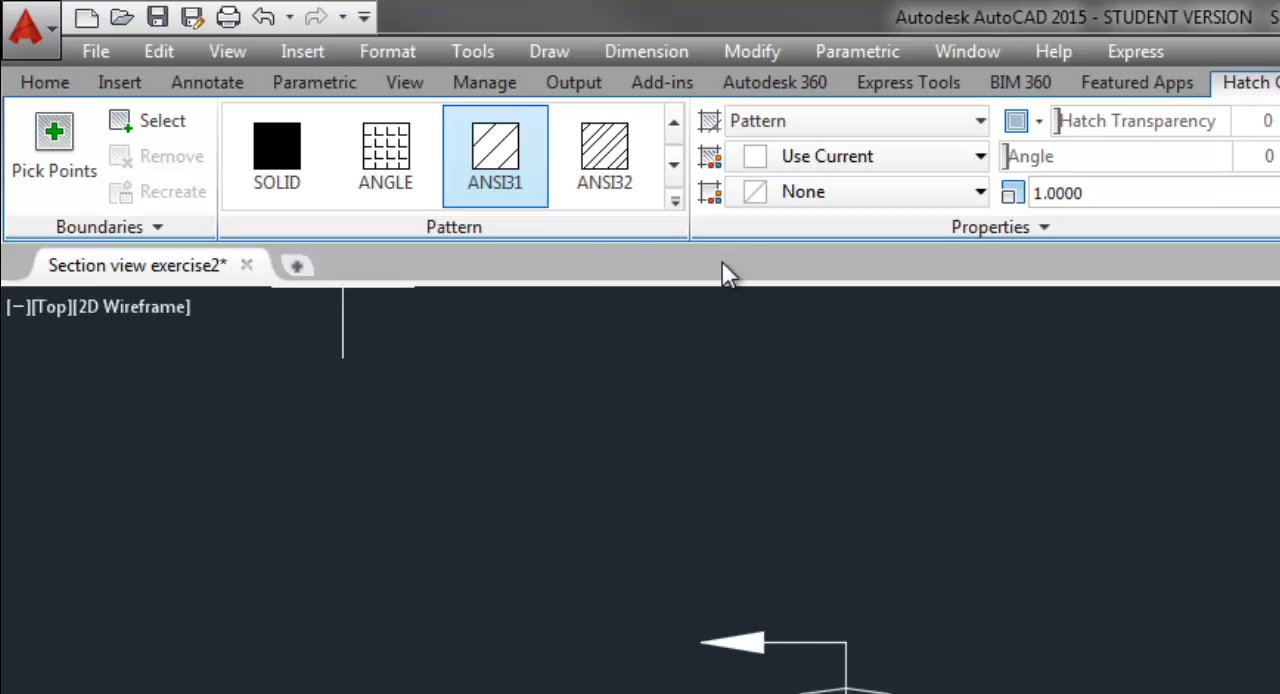 Autodesk AutoCAD 2015 - STUDENT VERSION S
File Edit View Insert Format Tools Draw Dimension Modify Parametric Window Help Express
Home Insert Annotate Parametric View Manage Output Add-ins Autodesk 360 Express Tools BIM 360 Featured Apps Hatch C
Pick Points
Select
Remove
Recreate
Boundaries
SOLID ANGLE ANSI31 ANSI32
Pattern
Pattern
Use Current
None
Hatch Transparency 0
Angle 0
1.0000
Properties
Section view exercise2*
[−][Top][2D Wireframe]